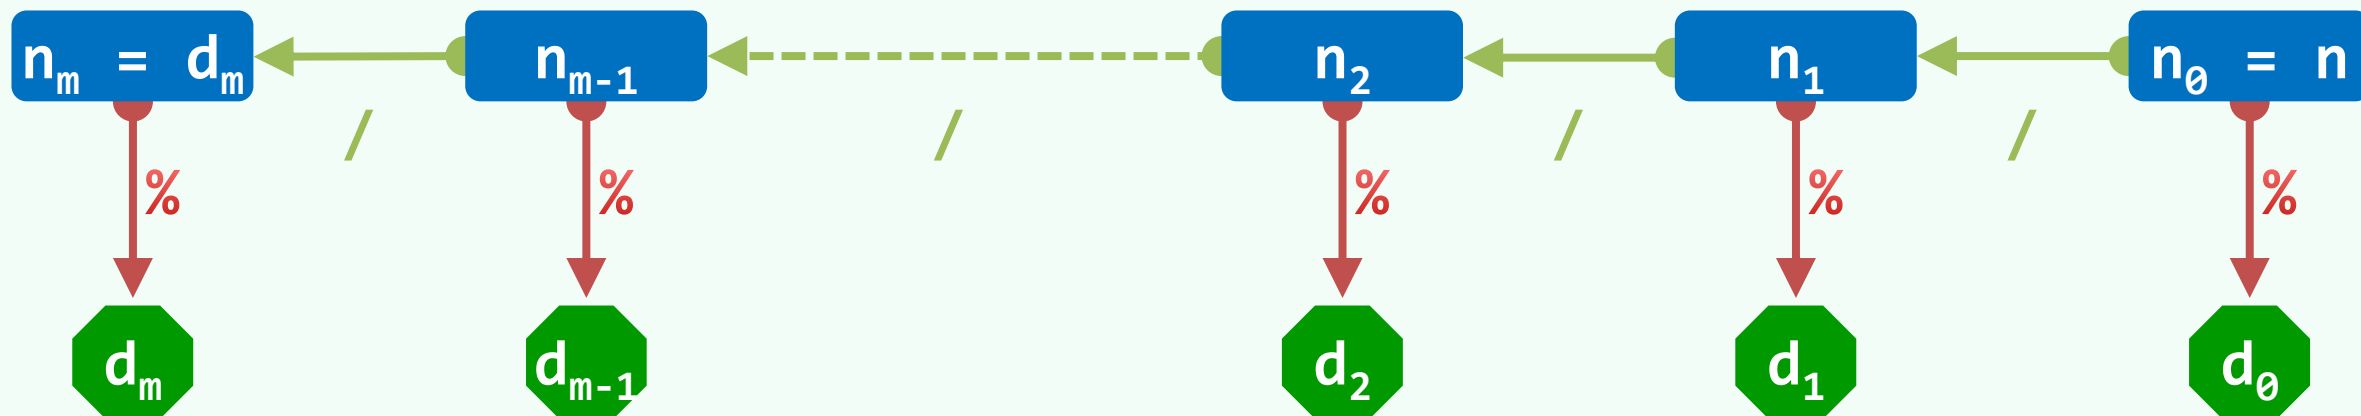 nₘ = dₘ nₘ₋₁ n₂ n₁ n₀ = n
/ / / /
% % % % %
dₘ dₘ₋₁ d₂ d₁ d₀